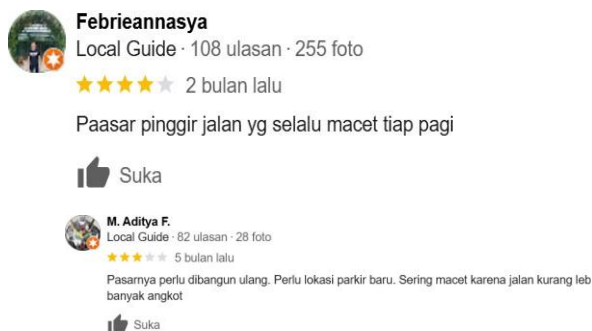 Febrieannasya
Local Guide · 108 ulasan · 255 foto
2 bulan lalu
Paasar pinggir jalan yg selalu macet tiap pagi
Suka
M. Aditya F.
Local Guide · 82 ulasan · 28 foto
5 bulan lalu
Pasarnya perlu dibangun ulang. Perlu lokasi parkir baru. Sering macet karena jalan kurang leb
banyak angkot
Suka